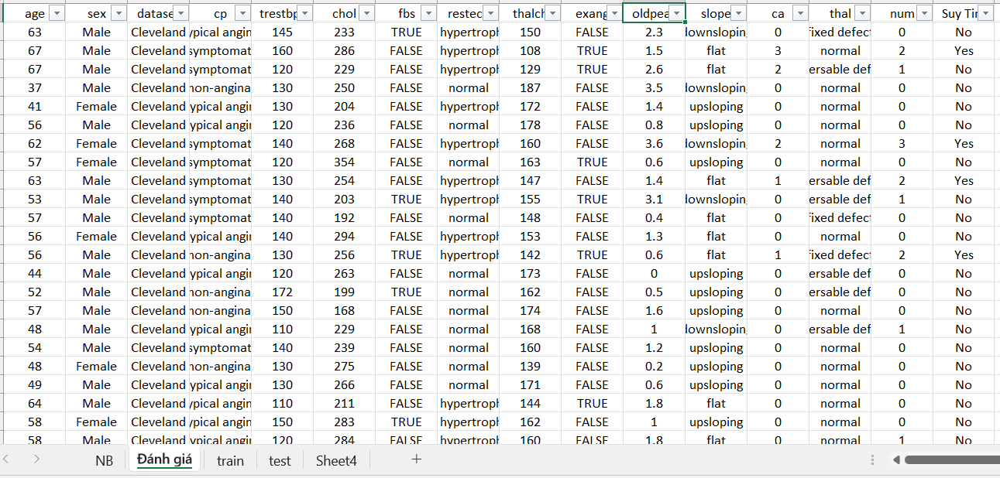 age sex datase cp trestbp chol fbs restec thalch exang oldpea slope ca thal num Suy Tir
63 Male Cleveland ypical angin 145 233 TRUE hypertroph 150 FALSE 2.3 downsloping 0 fixed defect 0 No
67 Male Cleveland symptomat 160 286 FALSE hypertroph 108 TRUE 1.5 flat 3 normal 2 Yes
67 Male Cleveland symptomat 120 229 FALSE hypertroph 129 TRUE 2.6 flat 2 ersable def 1 No
37 Male Cleveland non-angina 130 250 FALSE normal 187 FALSE 3.5 downsloping 0 normal 0 No
41 Female Cleveland ypical angin 130 204 FALSE hypertroph 172 FALSE 1.4 upsloping 0 normal 0 No
56 Male Cleveland ypical angin 120 236 FALSE normal 178 FALSE 0.8 upsloping 0 normal 0 No
62 Female Cleveland symptomat 140 268 FALSE hypertroph 160 FALSE 3.6 downsloping 2 normal 3 Yes
57 Female Cleveland symptomat 120 354 FALSE normal 163 TRUE 0.6 upsloping 0 normal 0 No
63 Male Cleveland symptomat 130 254 FALSE hypertroph 147 FALSE 1.4 flat 1 ersable def 2 Yes
53 Male Cleveland symptomat 140 203 TRUE hypertroph 155 TRUE 3.1 downsloping 0 ersable def 1 No
57 Male Cleveland symptomat 140 192 FALSE normal 148 FALSE 0.4 flat 0 fixed defect 0 No
56 Female Cleveland ypical angin 140 294 FALSE hypertroph 153 FALSE 1.3 flat 0 normal 0 No
56 Male Cleveland non-angina 130 256 TRUE hypertroph 142 TRUE 0.6 flat 1 fixed defect 2 Yes
44 Male Cleveland ypical angin 120 263 FALSE normal 173 FALSE 0 upsloping 0 ersable def 0 No
52 Male Cleveland non-angina 172 199 TRUE normal 162 FALSE 0.5 upsloping 0 ersable def 0 No
57 Male Cleveland non-angina 150 168 FALSE normal 174 FALSE 1.6 upsloping 0 normal 0 No
48 Male Cleveland ypical angin 110 229 FALSE normal 168 FALSE 1 downsloping 0 ersable def 1 No
54 Male Cleveland symptomat 140 239 FALSE normal 160 FALSE 1.2 upsloping 0 normal 0 No
48 Female Cleveland non-angina 130 275 FALSE normal 139 FALSE 0.2 upsloping 0 normal 0 No
49 Male Cleveland ypical angin 130 266 FALSE normal 171 FALSE 0.6 upsloping 0 normal 0 No
64 Male Cleveland ypical angin 110 211 FALSE hypertroph 144 TRUE 1.8 flat 0 normal 0 No
58 Female Cleveland ypical angin 150 283 TRUE hypertroph 162 FALSE 1 upsloping 0 normal 0 No
58 Male Cleveland ypical angin 120 284 FALSE hypertroph 160 FALSE 1.8 flat 0 normal 1 No
NB Đánh giá train test Sheet4